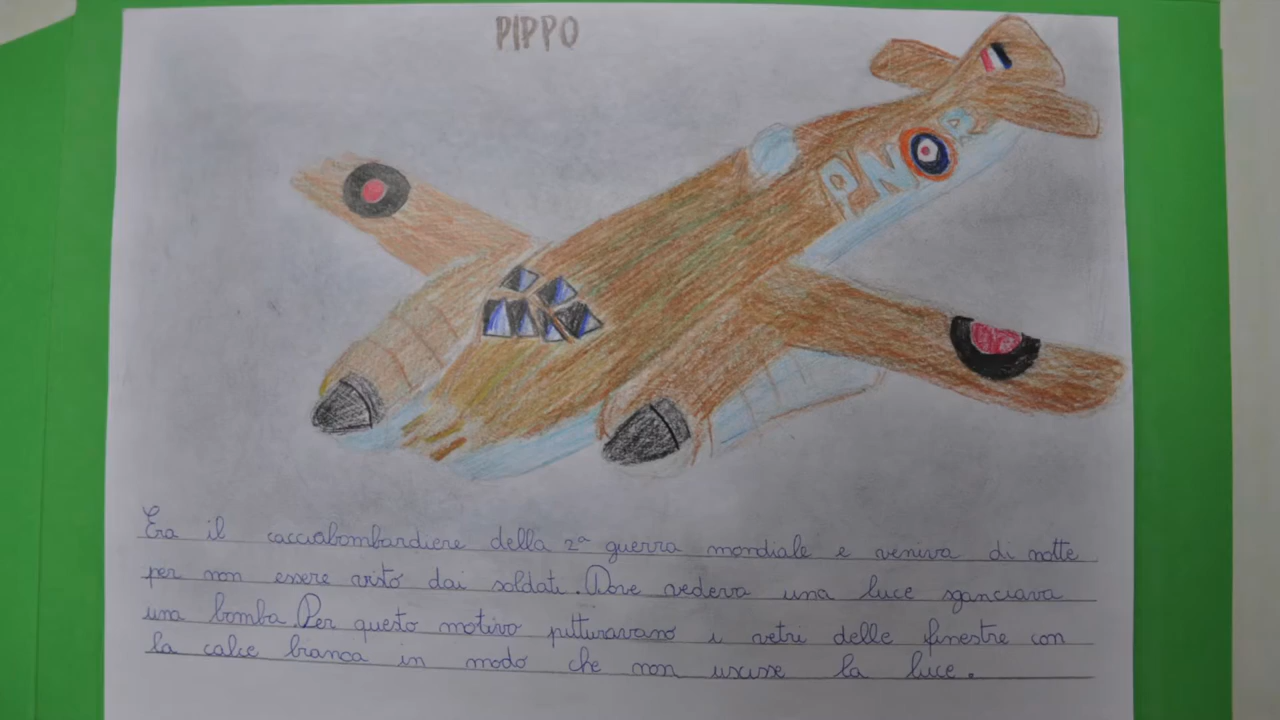 PIPPO
P N R
Era il cacciabombardiere della 2ª guerra mondiale e veniva di notte
per non essere visto dai soldati. Dove vedeva una luce sganciava
una bomba. Per questo motivo pitturavano i vetri delle finestre con
la calce bianca in modo che non uscisse la luce.